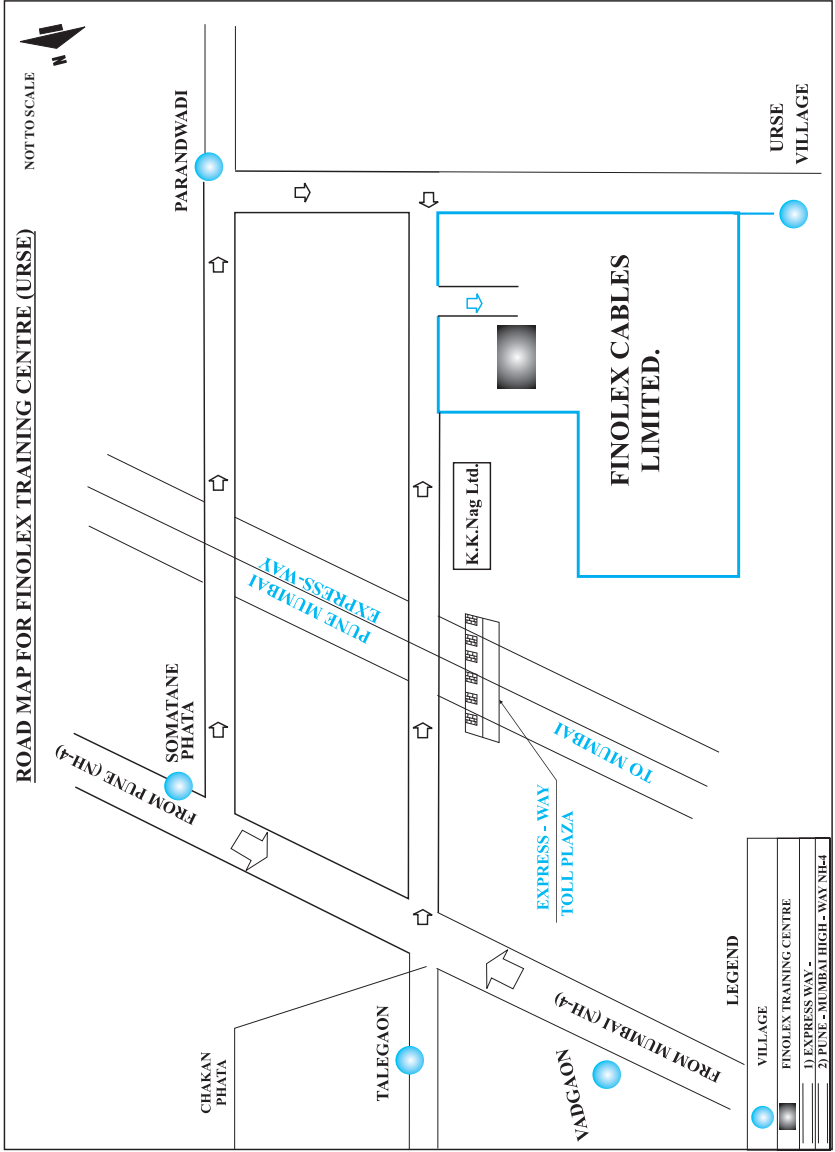 ROAD MAP FOR FINOLEX TRAINING CENTRE (URSE)
NOT TO SCALE
N
CHAKAN
PHATA
FROM PUNE (NH-4)
SOMATANE
PHATA
PARANDWADI
PUNE MUMBAI
EXPRESS-WAY
TALEGAON
VADGAON
FROM MUMBAI (NH-4)
EXPRESS - WAY
TOLL PLAZA
TO MUMBAI
K.K.Nag Ltd.
FINOLEX CABLES
LIMITED.
URSE
VILLAGE
LEGEND
VILLAGE
FINOLEX TRAINING CENTRE
1) EXPRESS WAY -
2) PUNE - MUMBAI HIGH - WAY NH-4